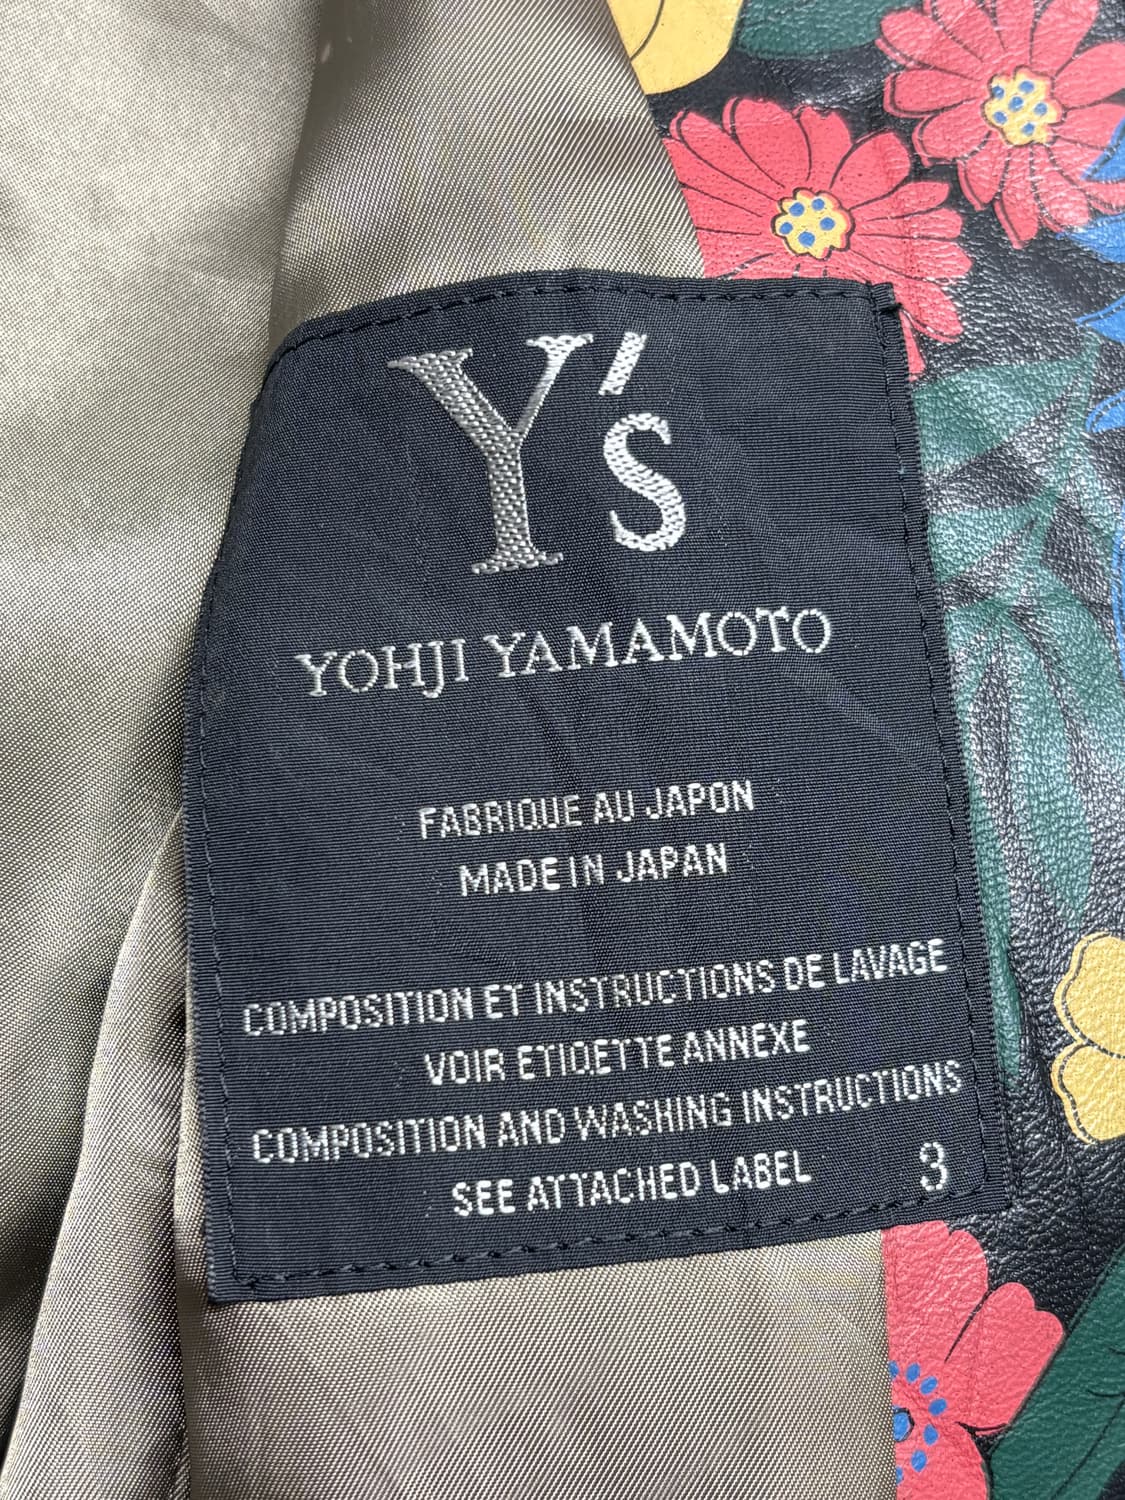 Y's
YOHJI YAMAMOTO
FABRIQUE AU JAPON
MADE IN JAPAN
COMPOSITION ET INSTRUCTIONS DE LAVAGE
VOIR ETIQETTE ANNEXE
COMPOSITION AND WASHING INSTRUCTIONS
SEE ATTACHED LABEL
3